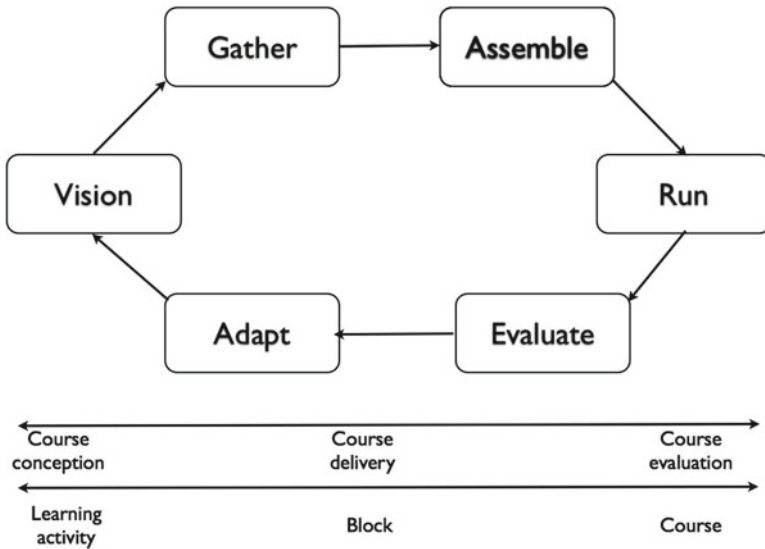 Gather
Assemble
Vision
Run
Adapt
Evaluate
Course
conception
Course
delivery
Course
evaluation
Learning
activity
Block
Course